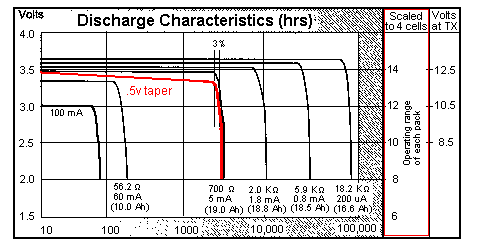 Volts
Discharge Characteristics (hrs)
Scaled to 4 cells
Volts at TX
4.0
3%
3.5
14
12.5
.5v taper
3.0
100 mA
12
10.5
2.5
10
8.5
Operating range of each pack
2.0
8
56.2 Ω
60 mA
(10.0 Ah)
700 Ω
5 mA
(19.0 Ah)
2.0 KΩ
1.8 mA
(18.8 Ah)
5.9 KΩ
0.8 mA
(18.5 Ah)
18.2 KΩ
200 uA
(16.6 Ah)
1.5
6
10
100
1000
10,000
100,000